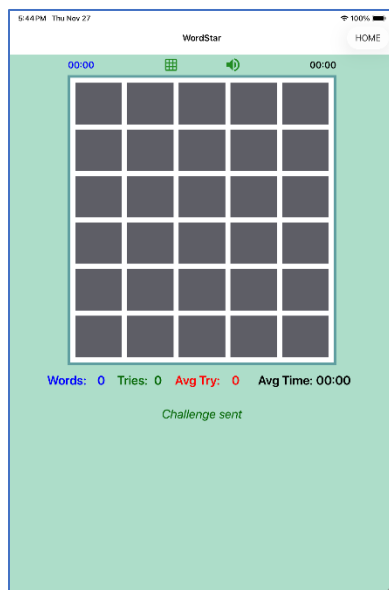 5:44 PM Thu Nov 27 100%
WordStar HOME
00:00 00:00
Words: 0 Tries: 0 Avg Try: 0 Avg Time: 00:00
Challenge sent